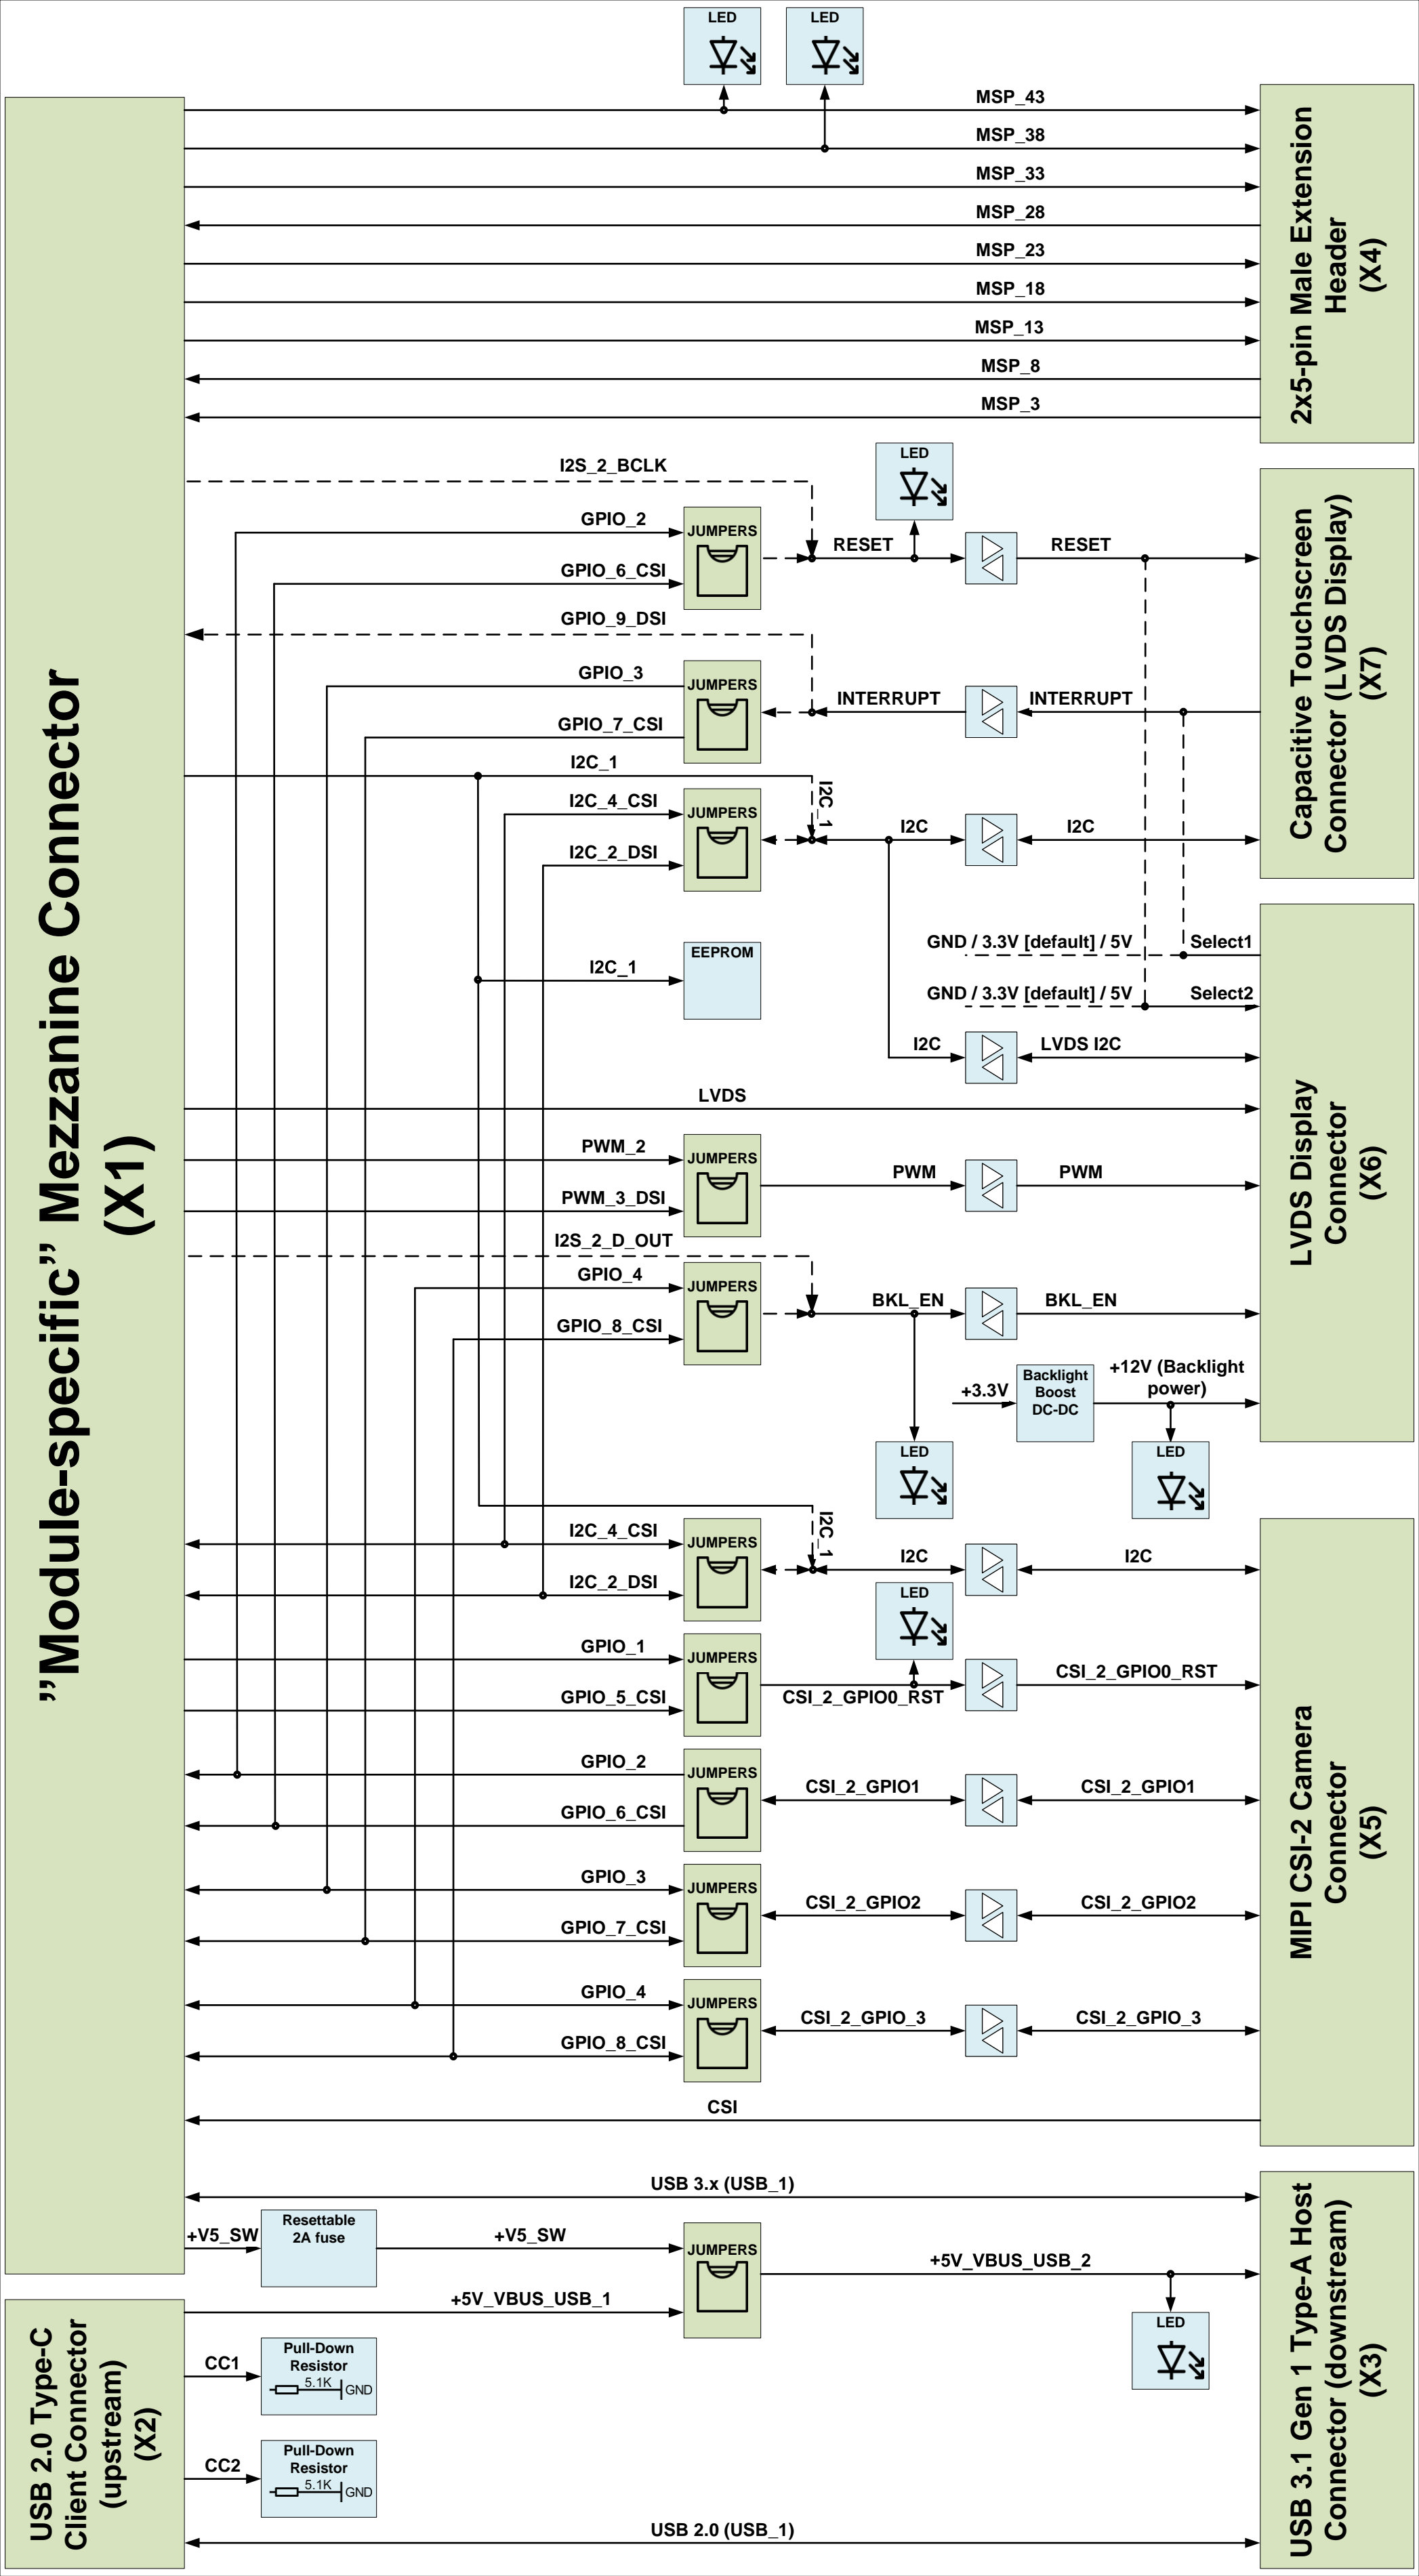 LED
LED
MSP_43
MSP_38
MSP_33
MSP_28
MSP_23
MSP_18
MSP_13
MSP_8
MSP_3
2x5-pin Male Extension
Header
(X4)
”Module-specific” Mezzanine Connector
(X1)
I2S_2_BCLK
LED
GPIO_2
JUMPERS
RESET
RESET
GPIO_6_CSI
GPIO_9_DSI
GPIO_3
JUMPERS
INTERRUPT
INTERRUPT
GPIO_7_CSI
I2C_1
I2C_1
I2C_4_CSI
JUMPERS
I2C
I2C
I2C_2_DSI
Capacitive Touchscreen
Connector (LVDS Display)
(X7)
EEPROM
I2C_1
GND / 3.3V [default] / 5V
Select1
GND / 3.3V [default] / 5V
Select2
I2C
LVDS I2C
LVDS
PWM_2
JUMPERS
PWM
PWM
PWM_3_DSI
I2S_2_D_OUT
GPIO_4
JUMPERS
BKL_EN
BKL_EN
GPIO_8_CSI
+3.3V
Backlight
Boost
DC-DC
+12V (Backlight
power)
LED
LED
LVDS Display
Connector
(X6)
I2C_1
I2C_4_CSI
JUMPERS
I2C
I2C
I2C_2_DSI
LED
GPIO_1
JUMPERS
CSI_2_GPIO0_RST
CSI_2_GPIO0_RST
GPIO_5_CSI
GPIO_2
JUMPERS
CSI_2_GPIO1
CSI_2_GPIO1
GPIO_6_CSI
GPIO_3
JUMPERS
CSI_2_GPIO2
CSI_2_GPIO2
GPIO_7_CSI
GPIO_4
JUMPERS
CSI_2_GPIO_3
CSI_2_GPIO_3
GPIO_8_CSI
CSI
MIPI CSI-2 Camera
Connector
(X5)
USB 3.x (USB_1)
+V5_SW
Resettable
2A fuse
+V5_SW
JUMPERS
+5V_VBUS_USB_2
+5V_VBUS_USB_1
LED
USB 2.0 Type-C
Client Connector
(upstream)
(X2)
CC1
Pull-Down
Resistor
5.1K
GND
CC2
Pull-Down
Resistor
5.1K
GND
USB 2.0 (USB_1)
USB 3.1 Gen 1 Type-A Host
Connector (downstream)
(X3)